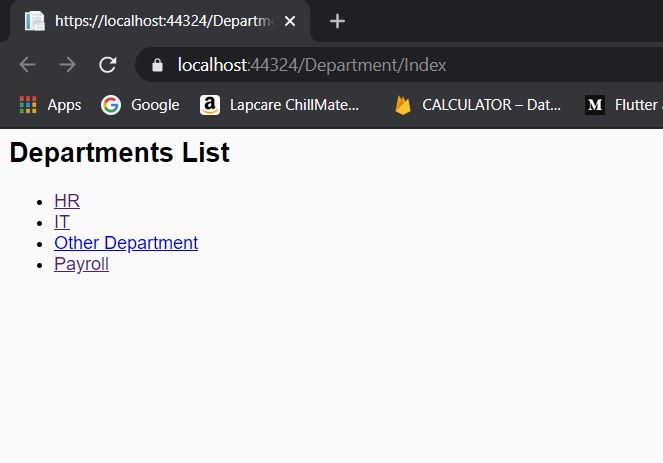 https://localhost:44324/Departm
localhost:44324/Department/Index
Apps Google Lapcare ChillMate... CALCULATOR – Dat... M Flutter
Departments List
HR
IT
Other Department
Payroll